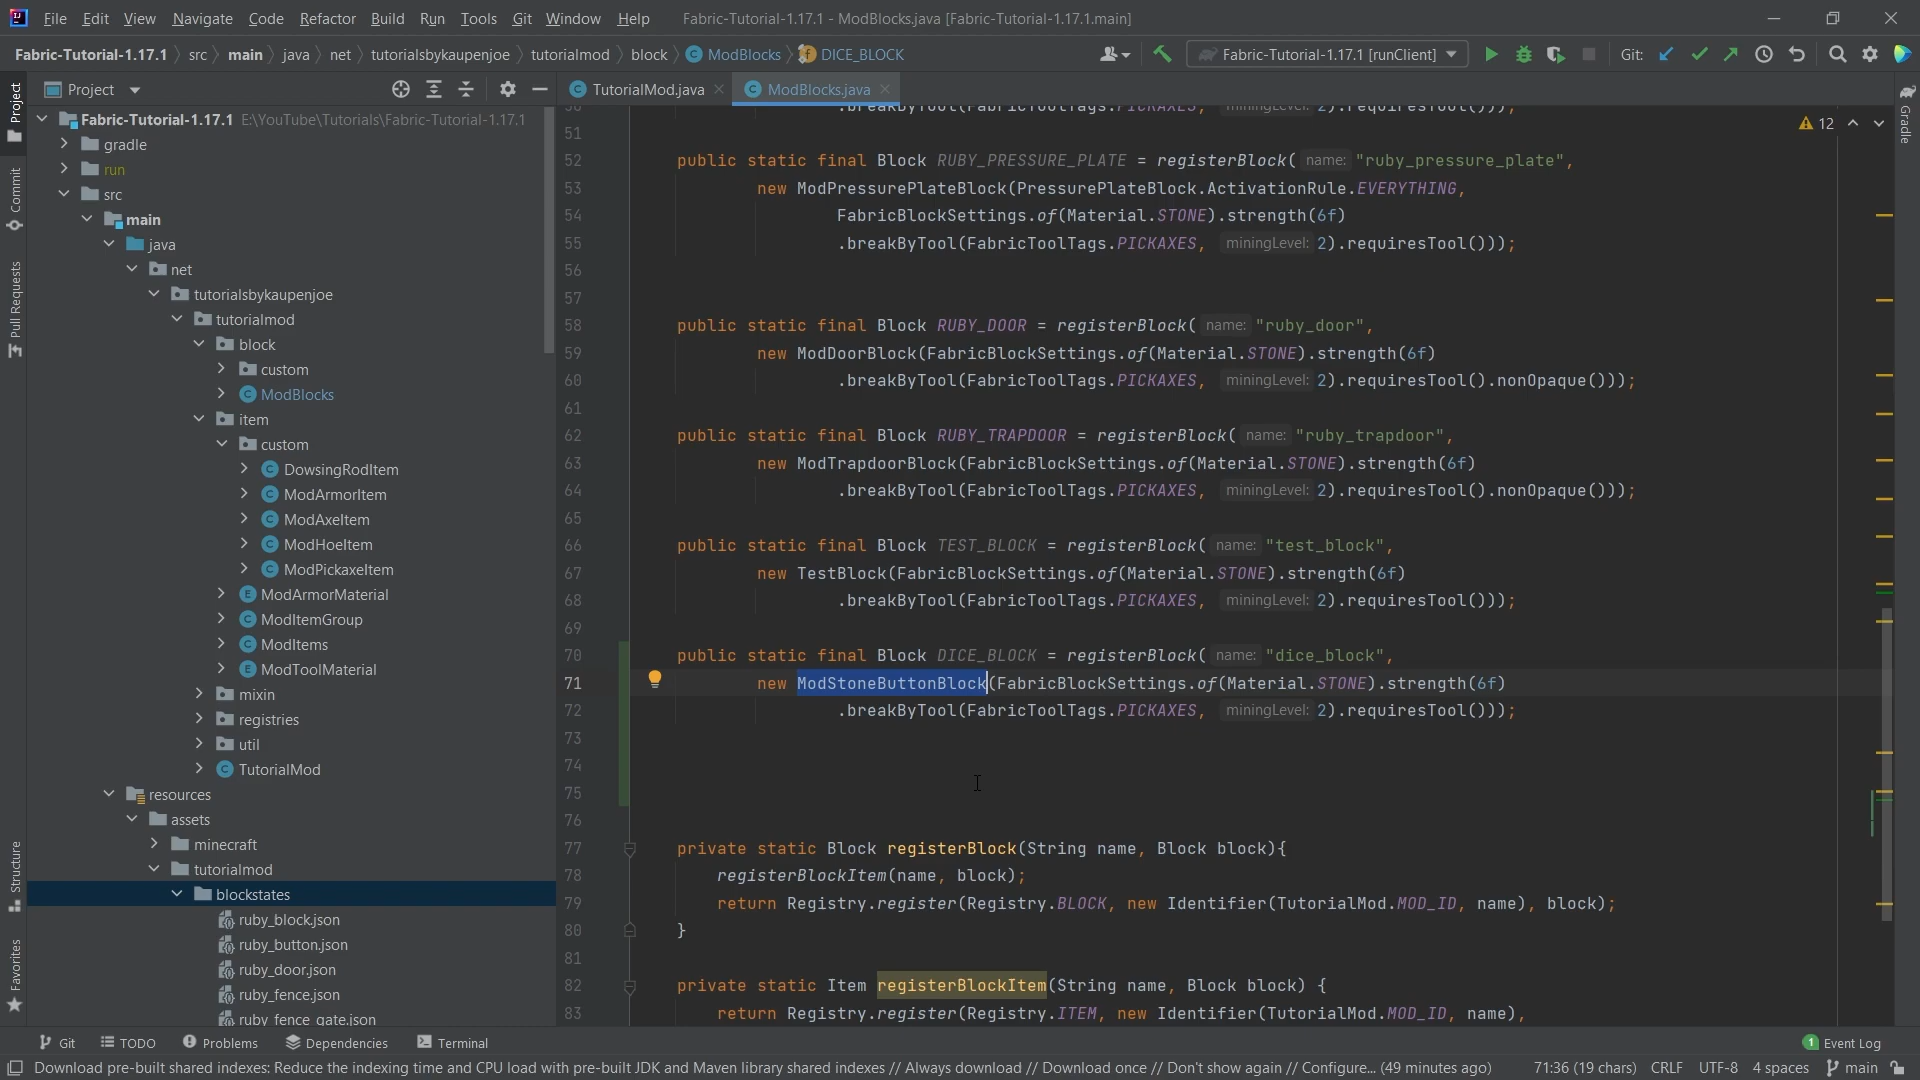 File Edit View Navigate Code Refactor Build Run Tools Git Window Help Fabric-Tutorial-1.17.1 - ModBlocks.java [Fabric-Tutorial-1.17.1.main]
Fabric-Tutorial-1.17.1 src main java net tutorialsbykaupenjoe tutorialmod block ModBlocks DICE_BLOCK Fabric-Tutorial-1.17.1 [runClient] Git:
Project TutorialMod.java ModBlocks.java
Project
Commit
Pull Requests
Structure
Favorites
Gradle
Fabric-Tutorial-1.17.1 E:\YouTube\Tutorials\Fabric-Tutorial-1.17.1
gradle
run
src
main
java
net
tutorialsbykaupenjoe
tutorialmod
block
custom
ModBlocks
item
custom
DowsingRodItem
ModArmorItem
ModAxeItem
ModHoeItem
ModPickaxeItem
ModArmorMaterial
ModItemGroup
ModItems
ModToolMaterial
mixin
registries
util
TutorialMod
resources
assets
minecraft
tutorialmod
blockstates
ruby_block.json
ruby_button.json
ruby_door.json
ruby_fence.json
ruby_fence_gate.json
12
50 .breakByTool(FabricToolTags.PICKAXES, miningLevel: 2).requiresTool()));
51
52 public static final Block RUBY_PRESSURE_PLATE = registerBlock( name: "ruby_pressure_plate",
53 new ModPressurePlateBlock(PressurePlateBlock.ActivationRule.EVERYTHING,
54 FabricBlockSettings.of(Material.STONE).strength(6f)
55 .breakByTool(FabricToolTags.PICKAXES, miningLevel: 2).requiresTool()));
56
57
58 public static final Block RUBY_DOOR = registerBlock( name: "ruby_door",
59 new ModDoorBlock(FabricBlockSettings.of(Material.STONE).strength(6f)
60 .breakByTool(FabricToolTags.PICKAXES, miningLevel: 2).requiresTool().nonOpaque()));
61
62 public static final Block RUBY_TRAPDOOR = registerBlock( name: "ruby_trapdoor",
63 new ModTrapdoorBlock(FabricBlockSettings.of(Material.STONE).strength(6f)
64 .breakByTool(FabricToolTags.PICKAXES, miningLevel: 2).requiresTool().nonOpaque()));
65
66 public static final Block TEST_BLOCK = registerBlock( name: "test_block",
67 new TestBlock(FabricBlockSettings.of(Material.STONE).strength(6f)
68 .breakByTool(FabricToolTags.PICKAXES, miningLevel: 2).requiresTool()));
69
70 public static final Block DICE_BLOCK = registerBlock( name: "dice_block",
71 new ModStoneButtonBlock(FabricBlockSettings.of(Material.STONE).strength(6f)
72 .breakByTool(FabricToolTags.PICKAXES, miningLevel: 2).requiresTool()));
73
74
75
76
77 private static Block registerBlock(String name, Block block){
78 registerBlockItem(name, block);
79 return Registry.register(Registry.BLOCK, new Identifier(TutorialMod.MOD_ID, name), block);
80 }
81
82 private static Item registerBlockItem(String name, Block block) {
83 return Registry.register(Registry.ITEM, new Identifier(TutorialMod.MOD_ID, name),
Git TODO Problems Dependencies Terminal 1 Event Log
Download pre-built shared indexes: Reduce the indexing time and CPU load with pre-built JDK and Maven library shared indexes // Always download // Download once // Don't show again // Configure... (49 minutes ago) 71:36 (19 chars) CRLF UTF-8 4 spaces main